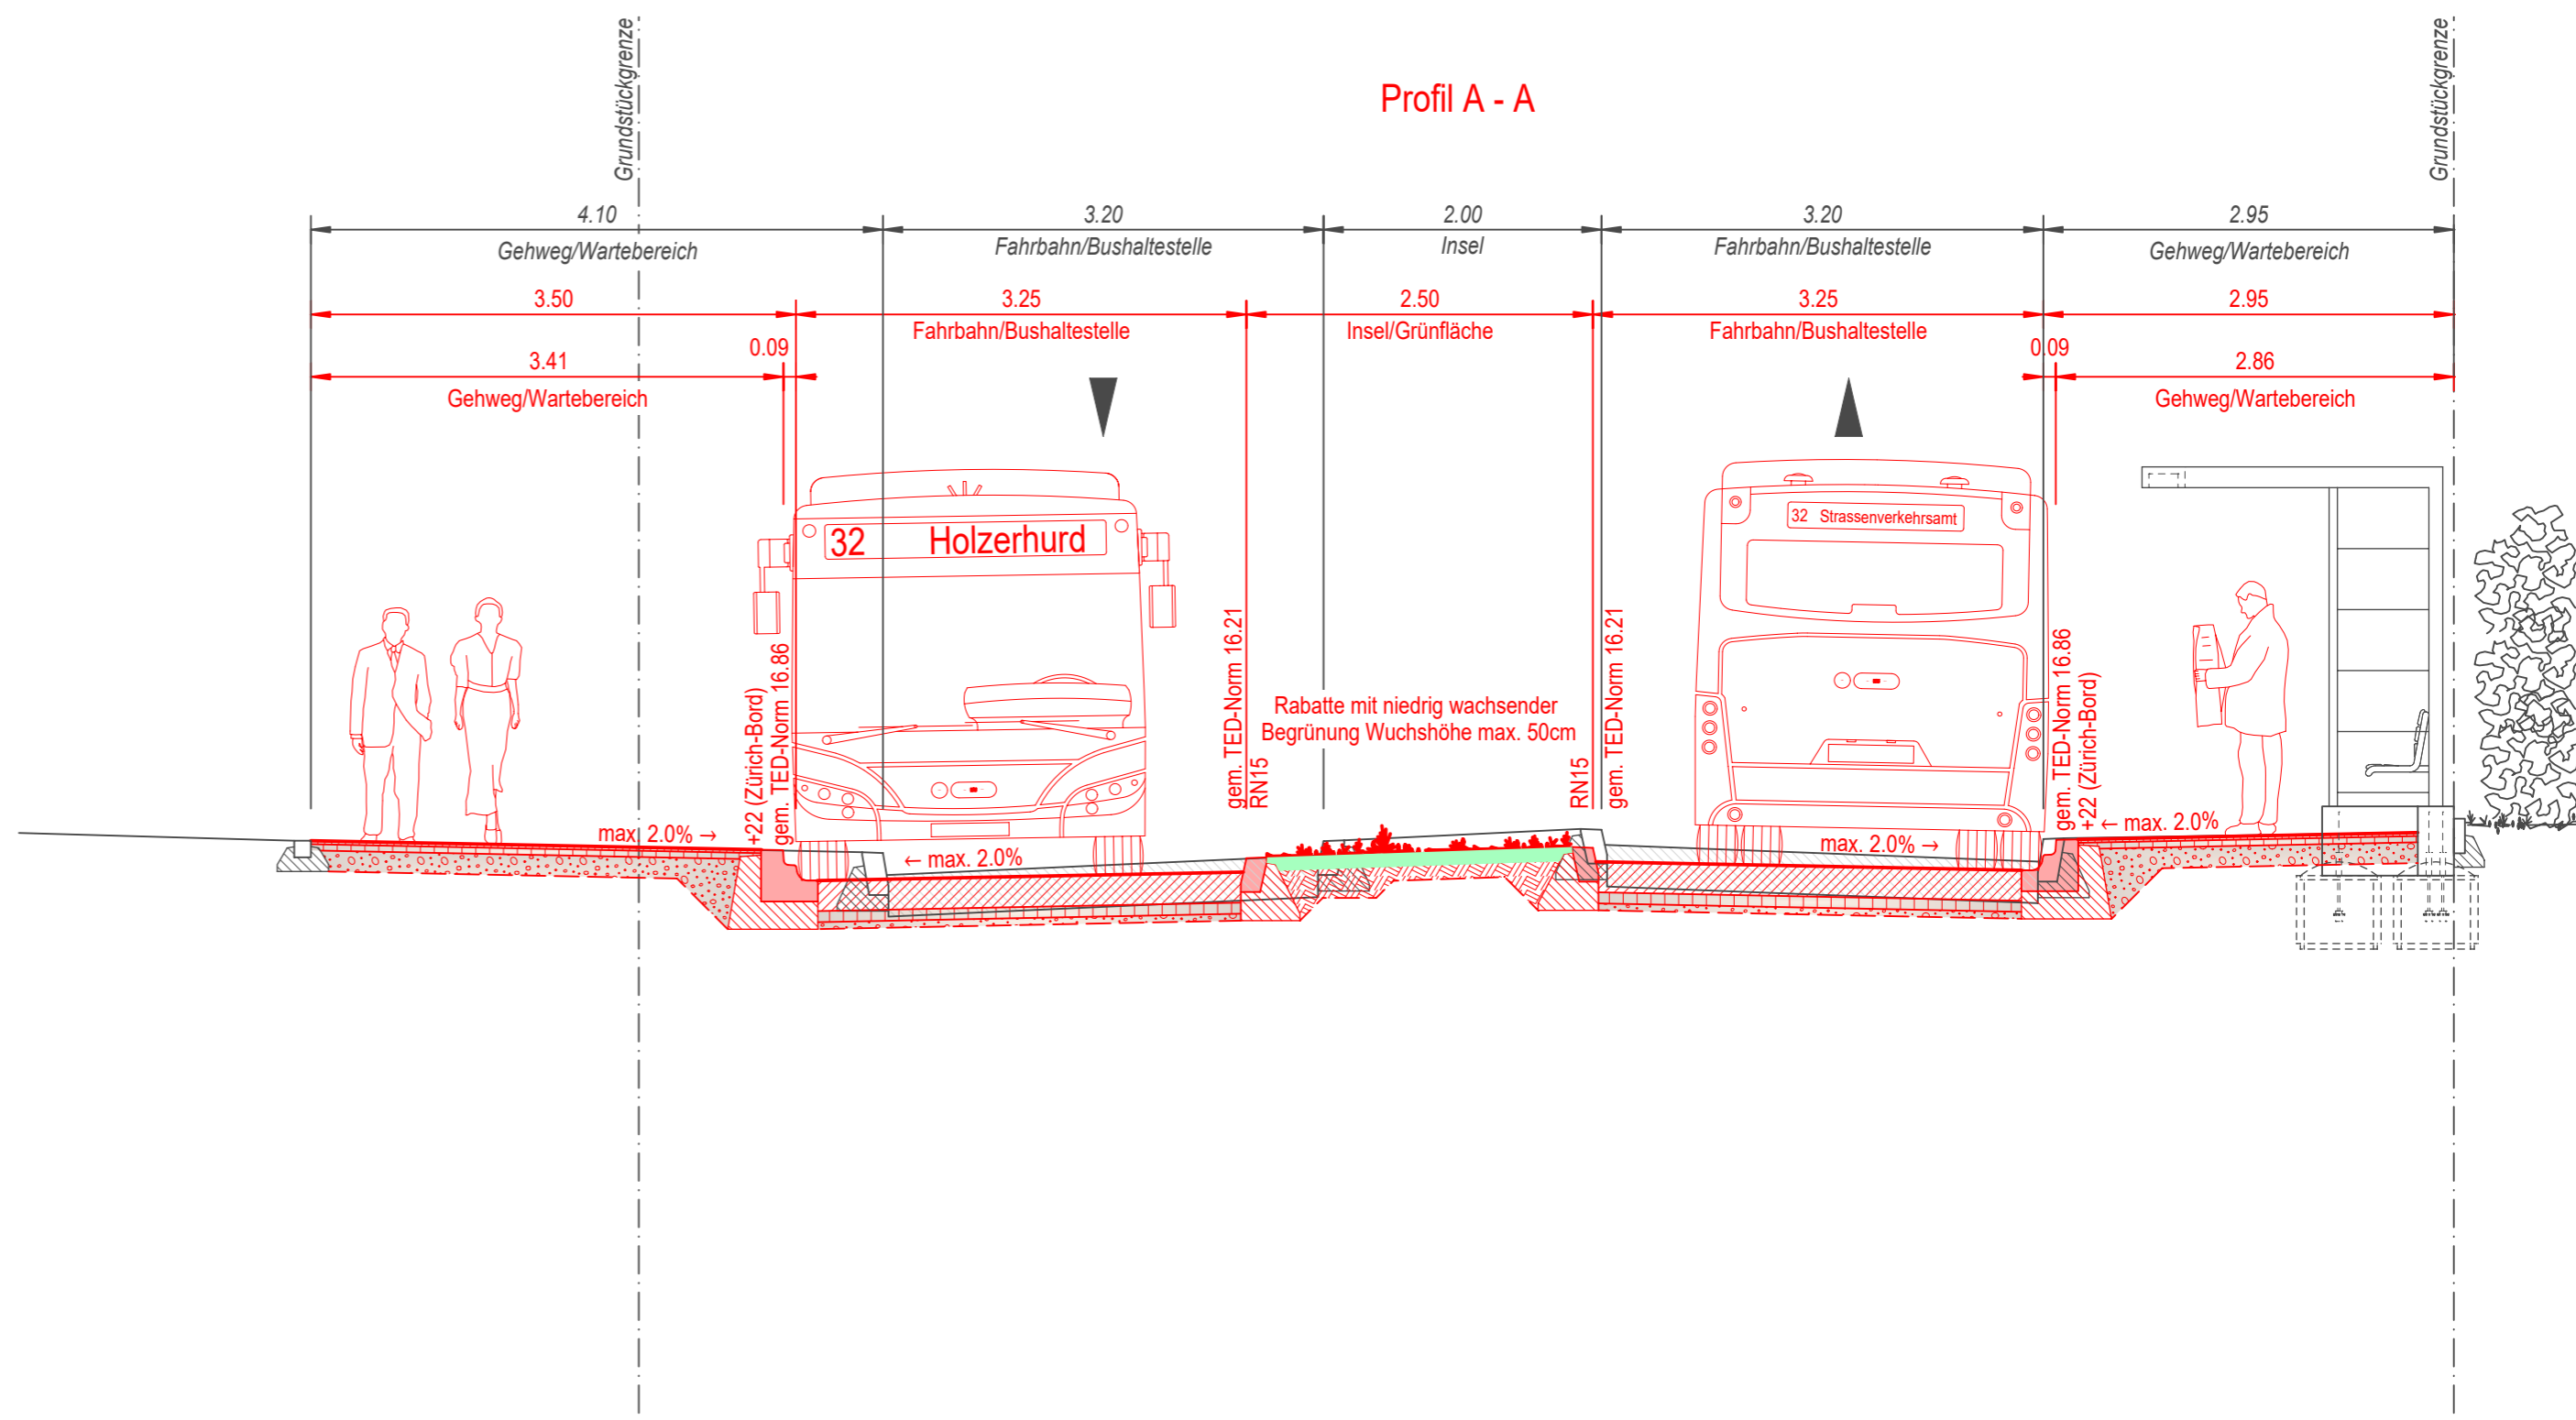 Grundstückgrenze
Grundstückgrenze
Profil A - A
4.10
3.20
2.00
3.20
2.95
Gehweg/Wartebereich
Fahrbahn/Bushaltestelle
Insel
Fahrbahn/Bushaltestelle
Gehweg/Wartebereich
3.50
3.25
2.50
3.25
2.95
Fahrbahn/Bushaltestelle
Insel/Grünfläche
Fahrbahn/Bushaltestelle
0.09
0.09
3.41
2.86
Gehweg/Wartebereich
Gehweg/Wartebereich
32 Holzerhurd
32 Strassenverkehrsamt
+22 (Zürich-Bord)
gem. TED-Norm 16.86
gem. TED-Norm 16.21
RN15
Rabatte mit niedrig wachsender
Begrünung Wuchshöhe max. 50cm
RN15
gem. TED-Norm 16.21
gem. TED-Norm 16.86
+22 (Zürich-Bord)
max. 2.0% →
← max. 2.0%
max. 2.0% →
← max. 2.0%